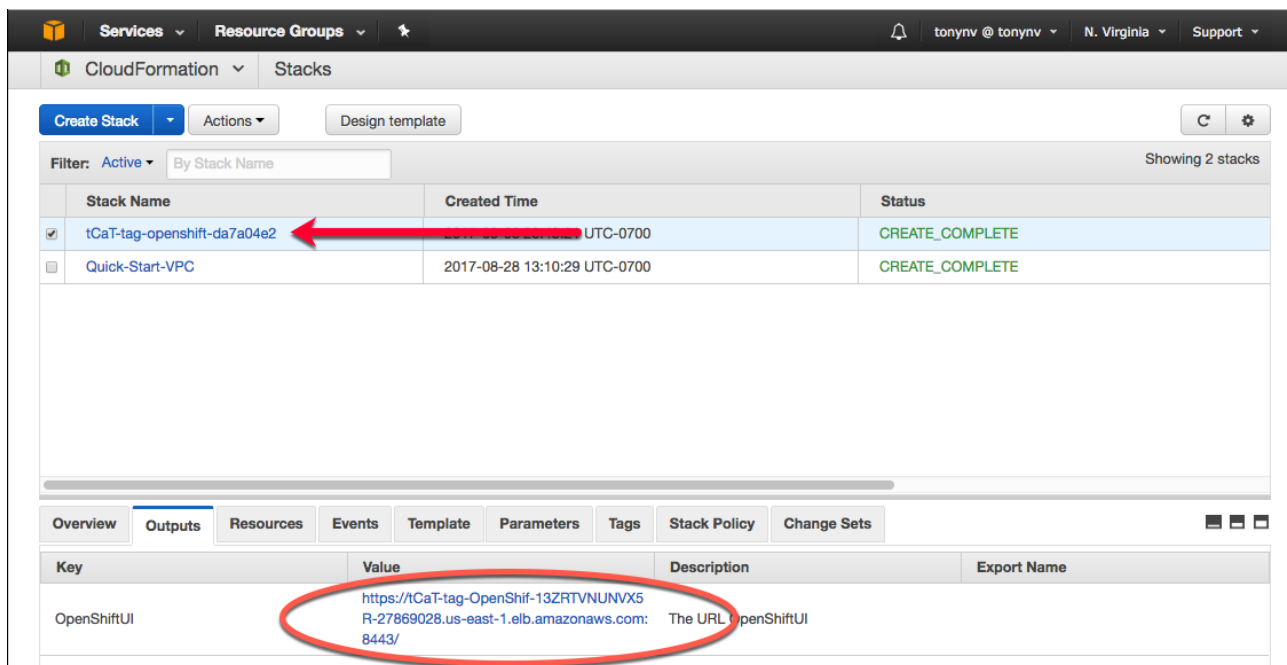 Services
Resource Groups
tonynv @ tonynv
N. Virginia
Support
CloudFormation
Stacks
Create Stack
Actions
Design template
Filter: Active
By Stack Name
Showing 2 stacks
Stack Name Created Time Status
tCaT-tag-openshift-da7a04e2 UTC-0700 CREATE_COMPLETE
Quick-Start-VPC 2017-08-28 13:10:29 UTC-0700 CREATE_COMPLETE
Overview Outputs Resources Events Template Parameters Tags Stack Policy Change Sets
Key Value Description Export Name
OpenShiftUI
https://tCaT-tag-OpenShif-13ZRTVNUNVX5
R-27869028.us-east-1.elb.amazonaws.com:
8443/
The URL OpenShiftUI